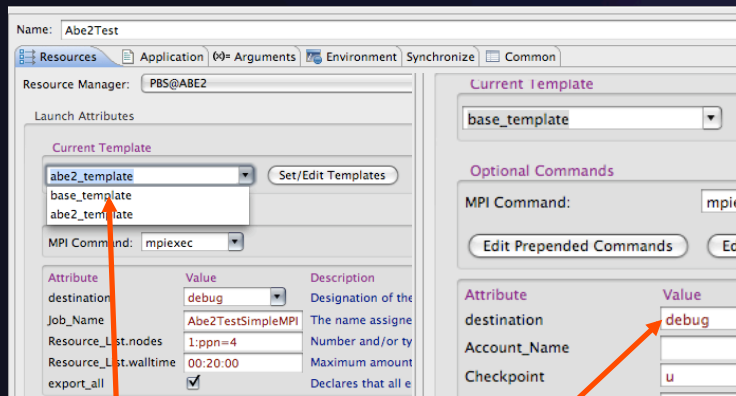 Name: Abe2Test
Resources Application (x)= Arguments Environment Synchronize Common
Resource Manager: PBS@ABE2
Launch Attributes
Current Template
abe2_template Set/Edit Templates
base_template
abe2_template
MPI Command: mpiexec
Attribute Value Description
destination debug Designation of the
Job_Name Abe2TestSimpleMPI The name assigne
Resource_List.nodes 1:ppn=4 Number and/or ty
Resource_List.walltime 00:20:00 Maximum amount
export_all Declares that all e
Current Template
base_template
Optional Commands
MPI Command: mpie
Edit Prepended Commands Ed
Attribute Value
destination debug
Account_Name
Checkpoint u